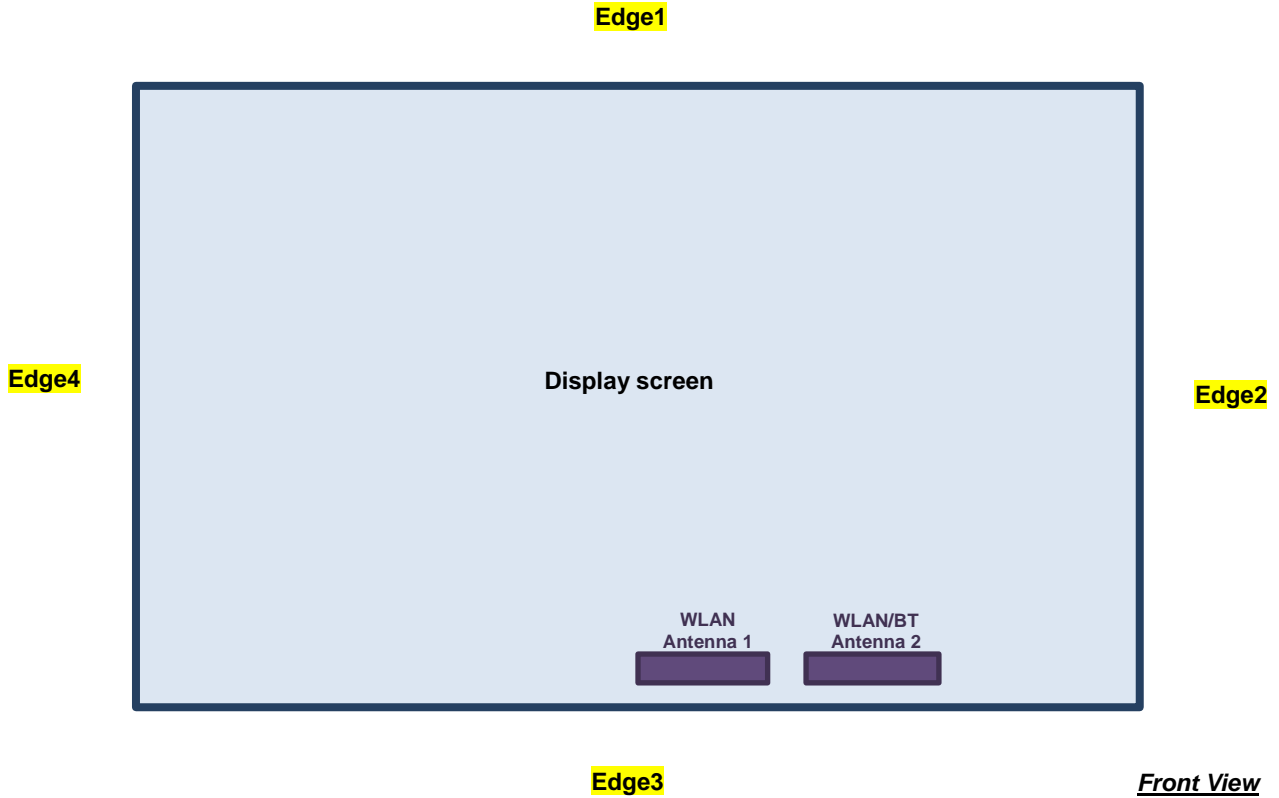 Edge1
Edge4
Display screen
Edge2
WLAN
Antenna 1
WLAN/BT
Antenna 2
Edge3
Front View